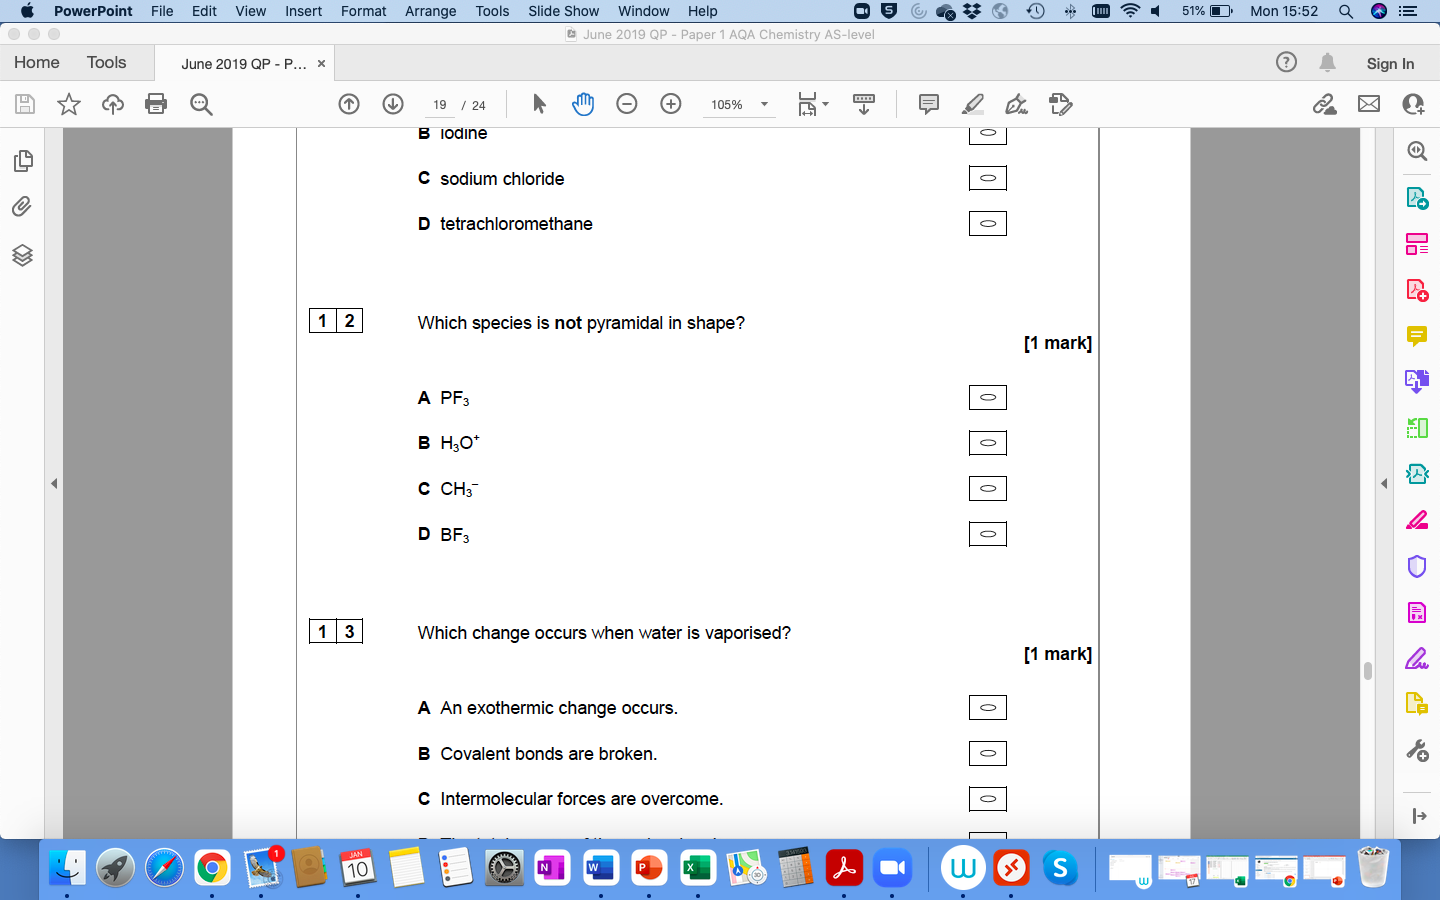 PowerPoint File Edit View Insert Format Arrange Tools Slide Show Window Help 51% Mon 15:52
June 2019 QP - Paper 1 AQA Chemistry AS-level
Home Tools June 2019 QP - P... × Sign In
19 / 24 105%
B iodine
C sodium chloride
D tetrachloromethane
1 2 Which species is not pyramidal in shape?
[1 mark]
A PF₃
B H₃O⁺
C CH₃⁻
D BF₃
1 3 Which change occurs when water is vaporised?
[1 mark]
A An exothermic change occurs.
B Covalent bonds are broken.
C Intermolecular forces are overcome.
1
JAN
10